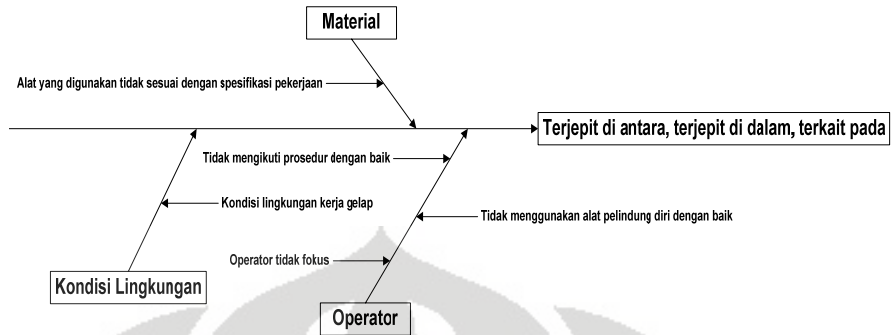 Material
Alat yang digunakan tidak sesuai dengan spesifikasi pekerjaan
Terjepit di antara, terjepit di dalam, terkait pada
Tidak mengikuti prosedur dengan baik
Kondisi lingkungan kerja gelap
Tidak menggunakan alat pelindung diri dengan baik
Operator tidak fokus
Kondisi Lingkungan
Operator